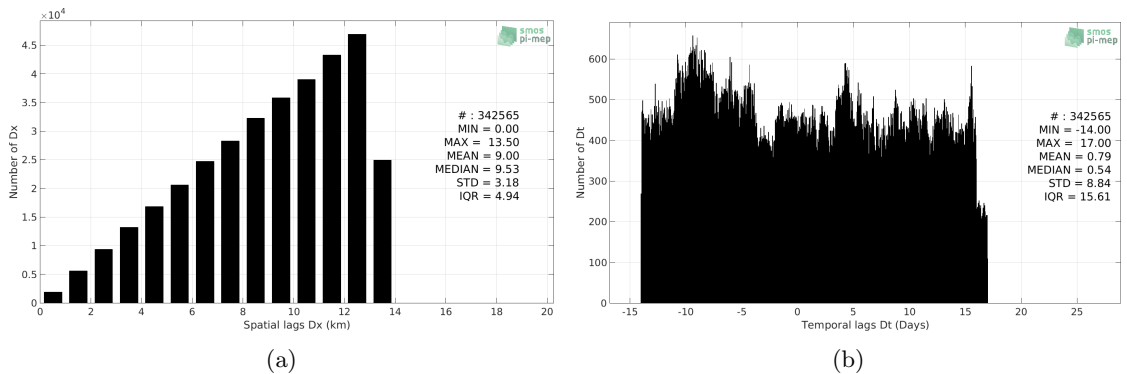 ×10⁴
4.5
4
3.5
3
2.5
2
1.5
1
0.5
0
Number of Dx
0 2 4 6 8 10 12 14 16 18 20
Spatial lags Dx (km)
smos
pi-mep
# : 342565
MIN = 0.00
MAX = 13.50
MEAN = 9.00
MEDIAN = 9.53
STD = 3.18
IQR = 4.94
(a)
600
500
400
300
200
100
0
Number of Dt
-15 -10 -5 0 5 10 15 20 25
Temporal lags Dt (Days)
smos
pi-mep
# : 342565
MIN = -14.00
MAX = 17.00
MEAN = 0.79
MEDIAN = 0.54
STD = 8.84
IQR = 15.61
(b)